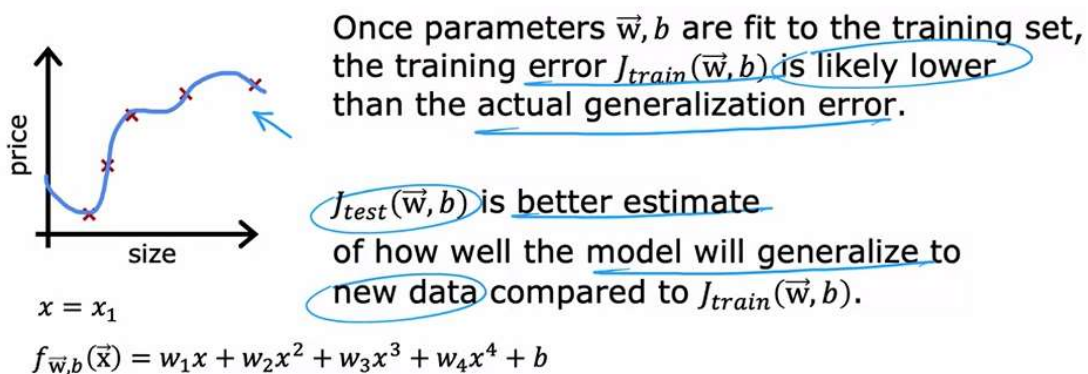 Once parameters w⃗, b are fit to the training set,
the training error J_train(w⃗, b) is likely lower
than the actual generalization error.
price
size
J_test(w⃗, b) is better estimate
of how well the model will generalize to
new data compared to J_train(w⃗, b).
x = x₁
f_w⃗,b(x⃗) = w₁x + w₂x² + w₃x³ + w₄x⁴ + b